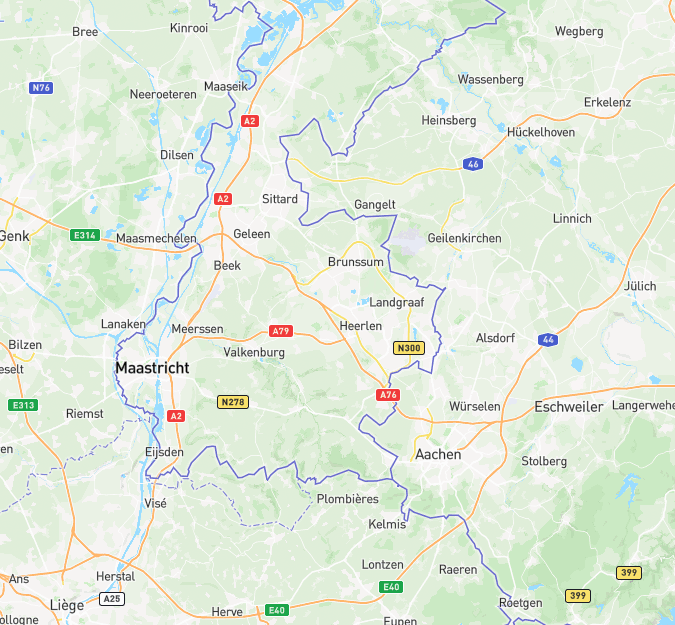 Kinrooi
Bree
Wegberg
Wassenberg
N76
Maaseik
Neeroeteren
Erkelenz
A2
Heinsberg
Hückelhoven
Dilsen
46
A2
Sittard
Gangelt
Linnich
Genk
E314
Maasmechelen
Geleen
Geilenkirchen
Beek
Brunssum
Jülich
Landgraaf
Lanaken
Meerssen
A79
Heerlen
Alsdorf
44
Bilzen
Valkenburg
N300
Maastricht
eselt
A76
E313
N278
Riemst
A2
Würselen
Eschweiler
Langerwehe
ren
Eijsden
Aachen
Stolberg
Visé
Plombières
Kelmis
Lontzen
Raeren
399
Ans
Herstal
E40
399
Liège
A25
Herve
E40
Roetgen
ollogne
Eupen